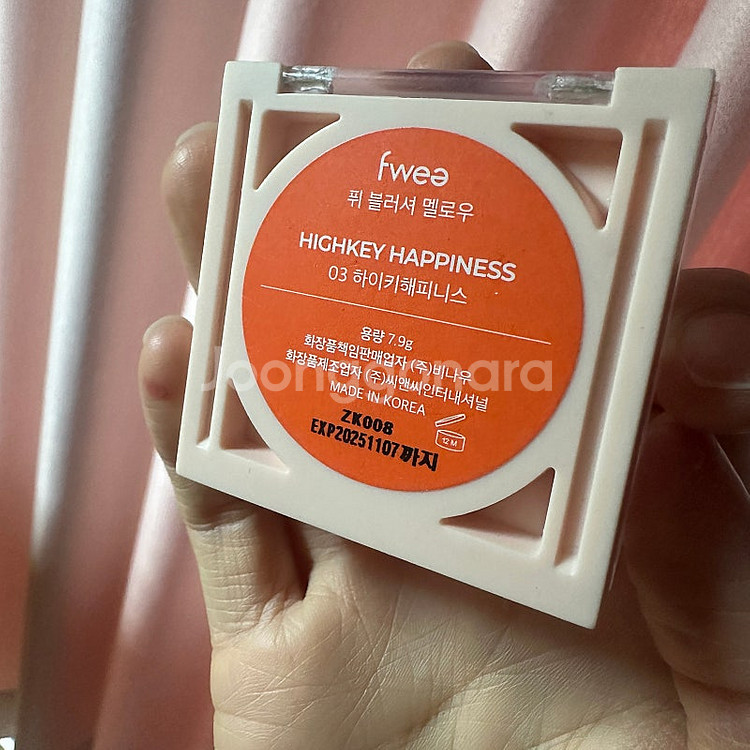 fwee
퓌 블러셔 멜로우
HIGHKEY HAPPINESS
03 하이키해피니스
용량 7.9g
화장품책임판매업자 (주)비나우
화장품제조업자 (주)씨앤씨인터내셔널
MADE IN KOREA
ZK008
12 M
EXP20251107까지
Joonggonara